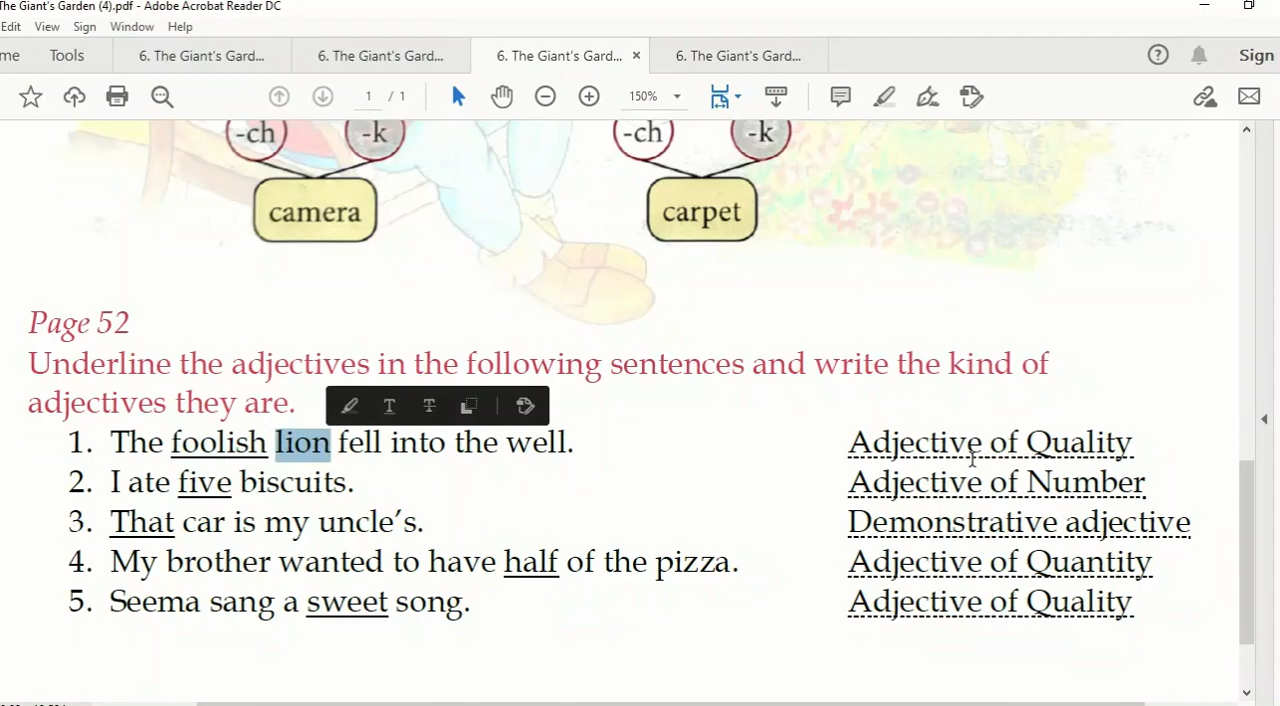 The Giant's Garden (4).pdf - Adobe Acrobat Reader DC
Edit View Sign Window Help
me Tools 6. The Giant's Gard... 6. The Giant's Gard... 6. The Giant's Gard... × 6. The Giant's Gard... Sign
1 / 1 150%
-ch -k -ch -k
camera carpet
Page 52
Underline the adjectives in the following sentences and write the kind of
adjectives they are.
1. The foolish lion fell into the well. Adjective of Quality
2. I ate five biscuits. Adjective of Number
3. That car is my uncle's. Demonstrative adjective
4. My brother wanted to have half of the pizza. Adjective of Quantity
5. Seema sang a sweet song. Adjective of Quality